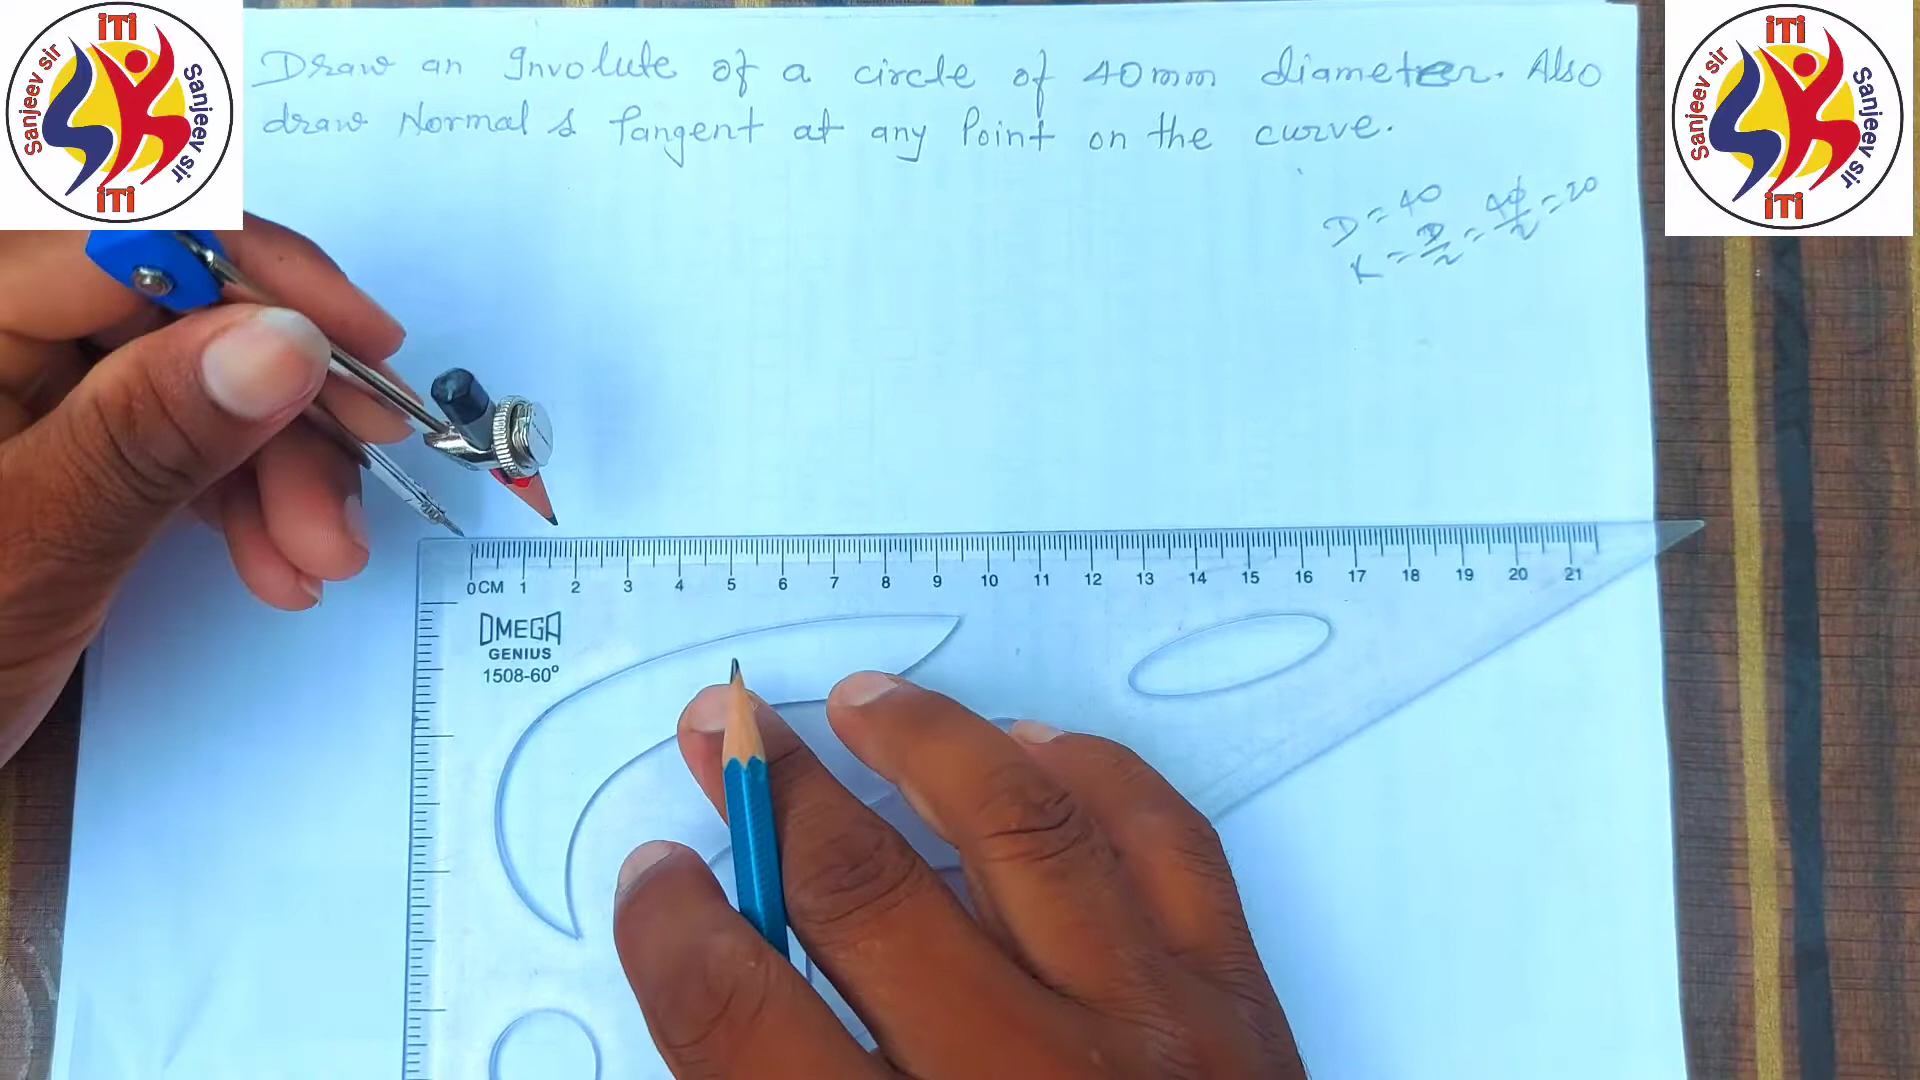 iTi
Sanjeev sir
Sanjeev sir
iTi
Draw an Involute of a circle of 40mm diameter. Also
draw Normal & Tangent at any Point on the curve.
D = 40
= D/2 = 40/2 = 20
0CM 1 2 3 4 5 6 7 8 9 10 11 12 13 14 15 16 17 18 19 20 21
OMEGA
GENIUS
1508-60°
iTi
Sanjeev sir
Sanjeev sir
iTi